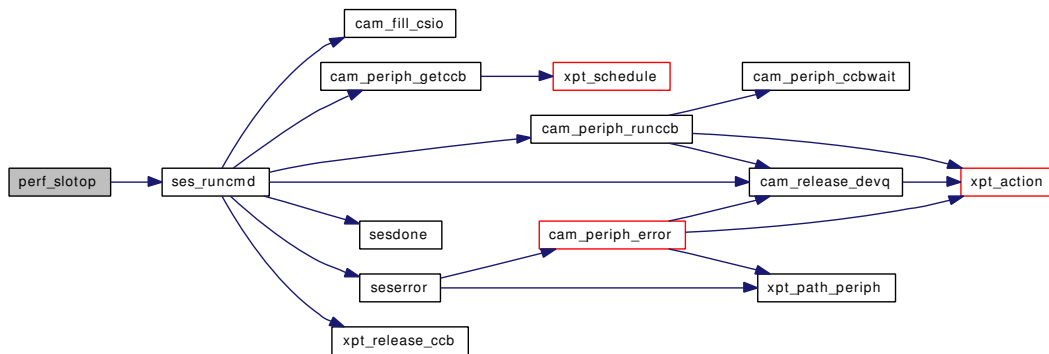 cam_fill_csio
cam_periph_getccb
xpt_schedule
cam_periph_ccbwait
cam_periph_runccb
perf_slotop
ses_runcmd
cam_release_devq
xpt_action
sesdone
cam_periph_error
seserror
xpt_path_periph
xpt_release_ccb